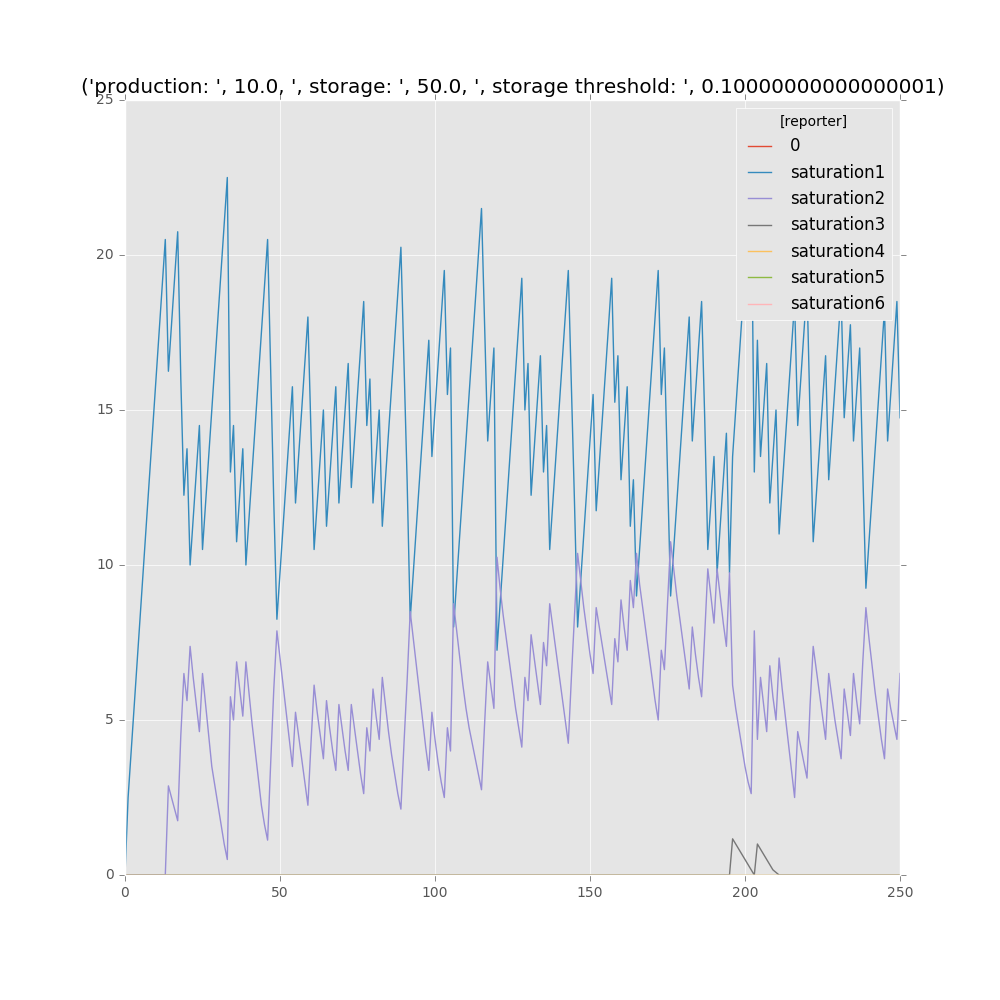 ('production: ', 10.0, ', storage: ', 50.0, ', storage threshold: ', 0.10000000000000001)
25
20
15
10
5
0
[reporter]
0
saturation1
saturation2
saturation3
saturation4
saturation5
saturation6
0 50 100 150 200 250